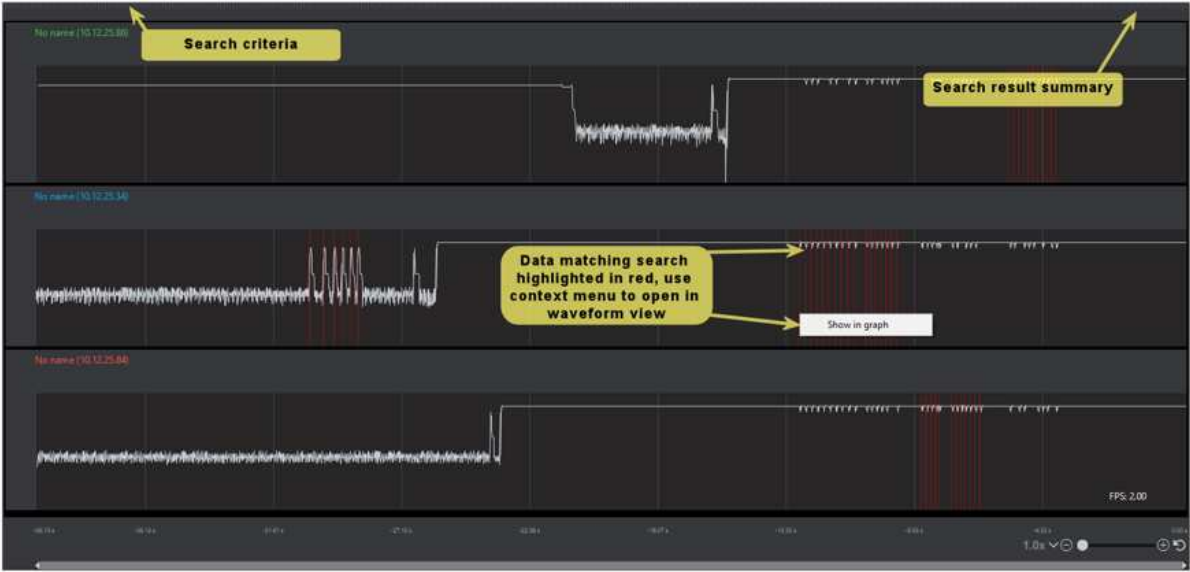 No name (10.12.25.88)
Search criteria
Search result summary
No name (10.12.25.34)
Data matching search
highlighted in red, use
context menu to open in
waveform view
Show in graph
No name (10.12.25.84)
FPS: 2.00
1.0s